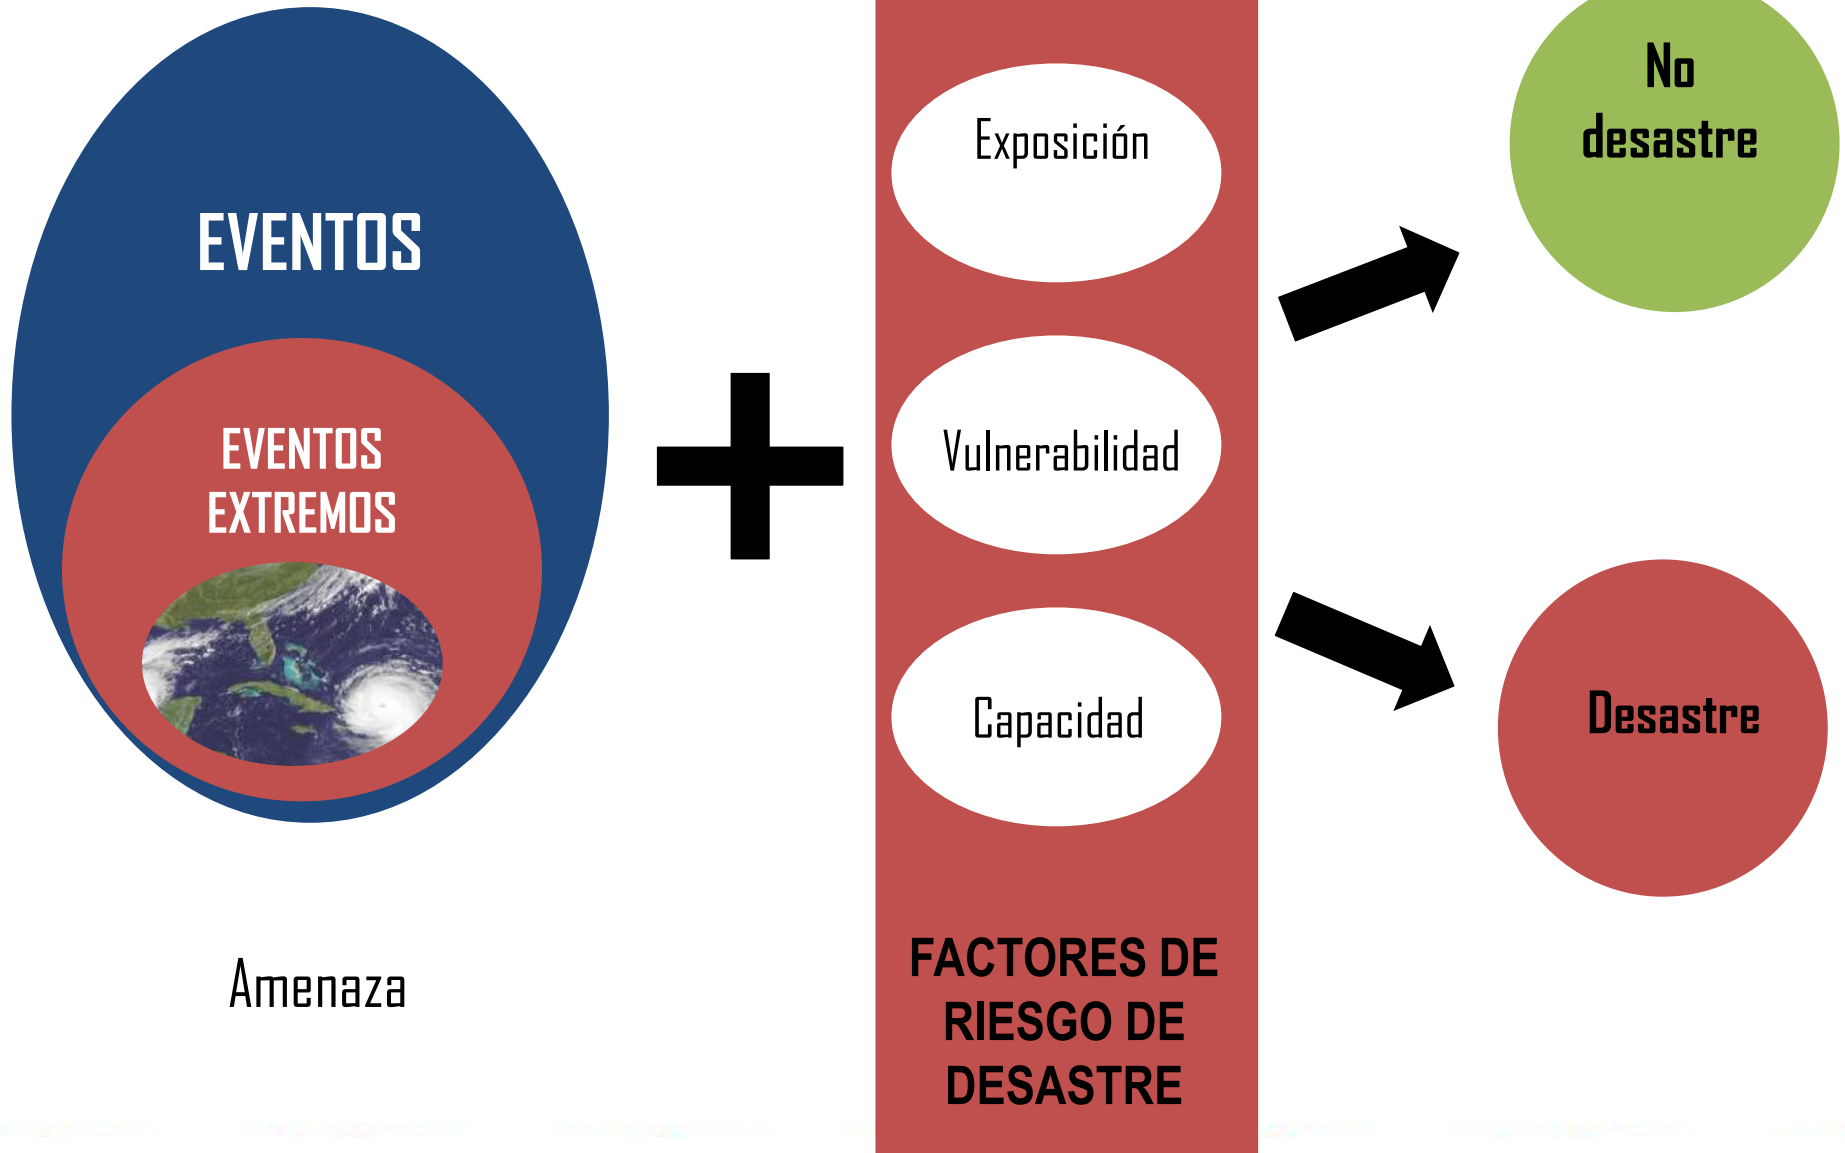 EVENTOS
EVENTOS
EXTREMOS
Amenaza
Exposición
Vulnerabilidad
Capacidad
FACTORES DE
RIESGO DE
DESASTRE
No
desastre
Desastre